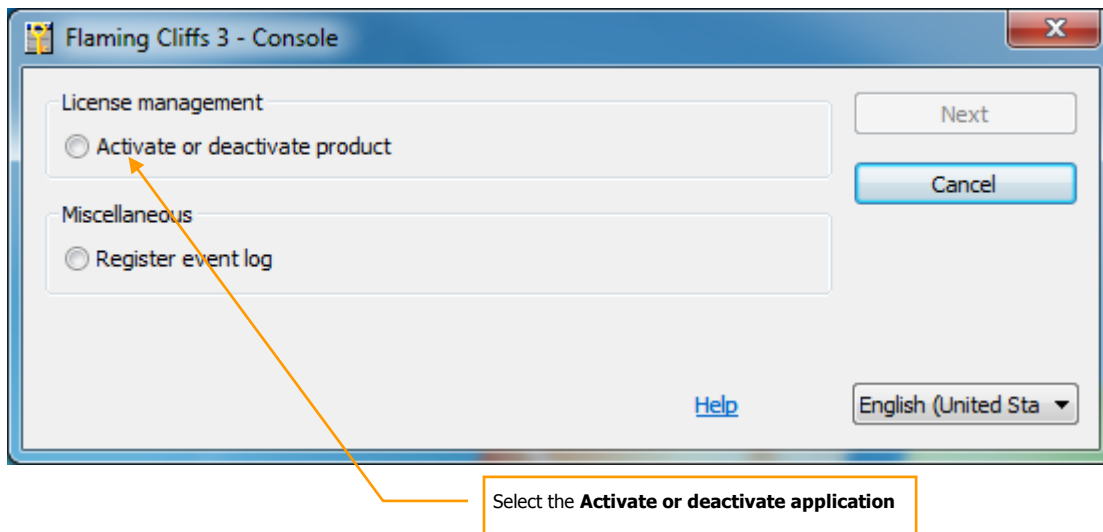 Flaming Cliffs 3 - Console
License management
Activate or deactivate product
Next
Cancel
Miscellaneous
Register event log
Help
English (United Sta
Select the Activate or deactivate application